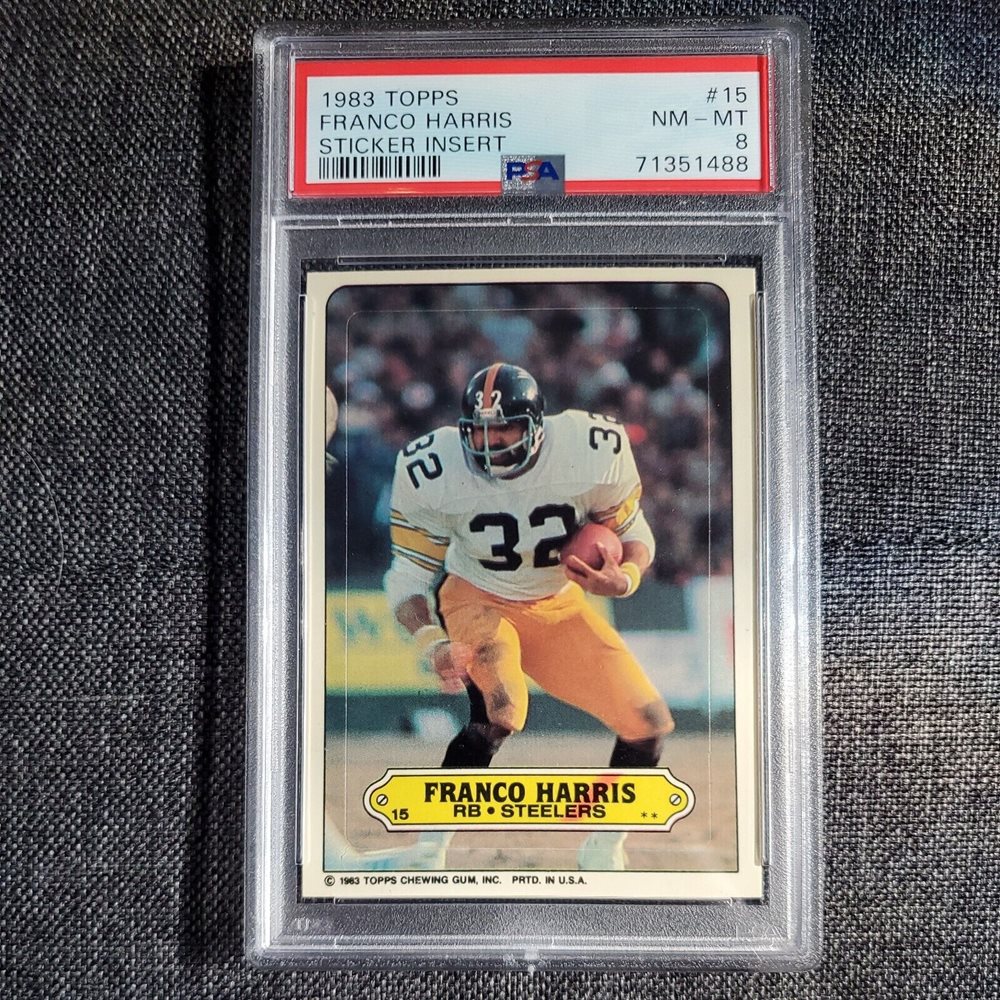 1983 TOPPS #15
FRANCO HARRIS NM - MT
STICKER INSERT 8
PSA 71351488
32
32 32
32
FRANCO HARRIS
15 RB • STEELERS **
© 1983 TOPPS CHEWING GUM, INC. PRTD. IN U.S.A.